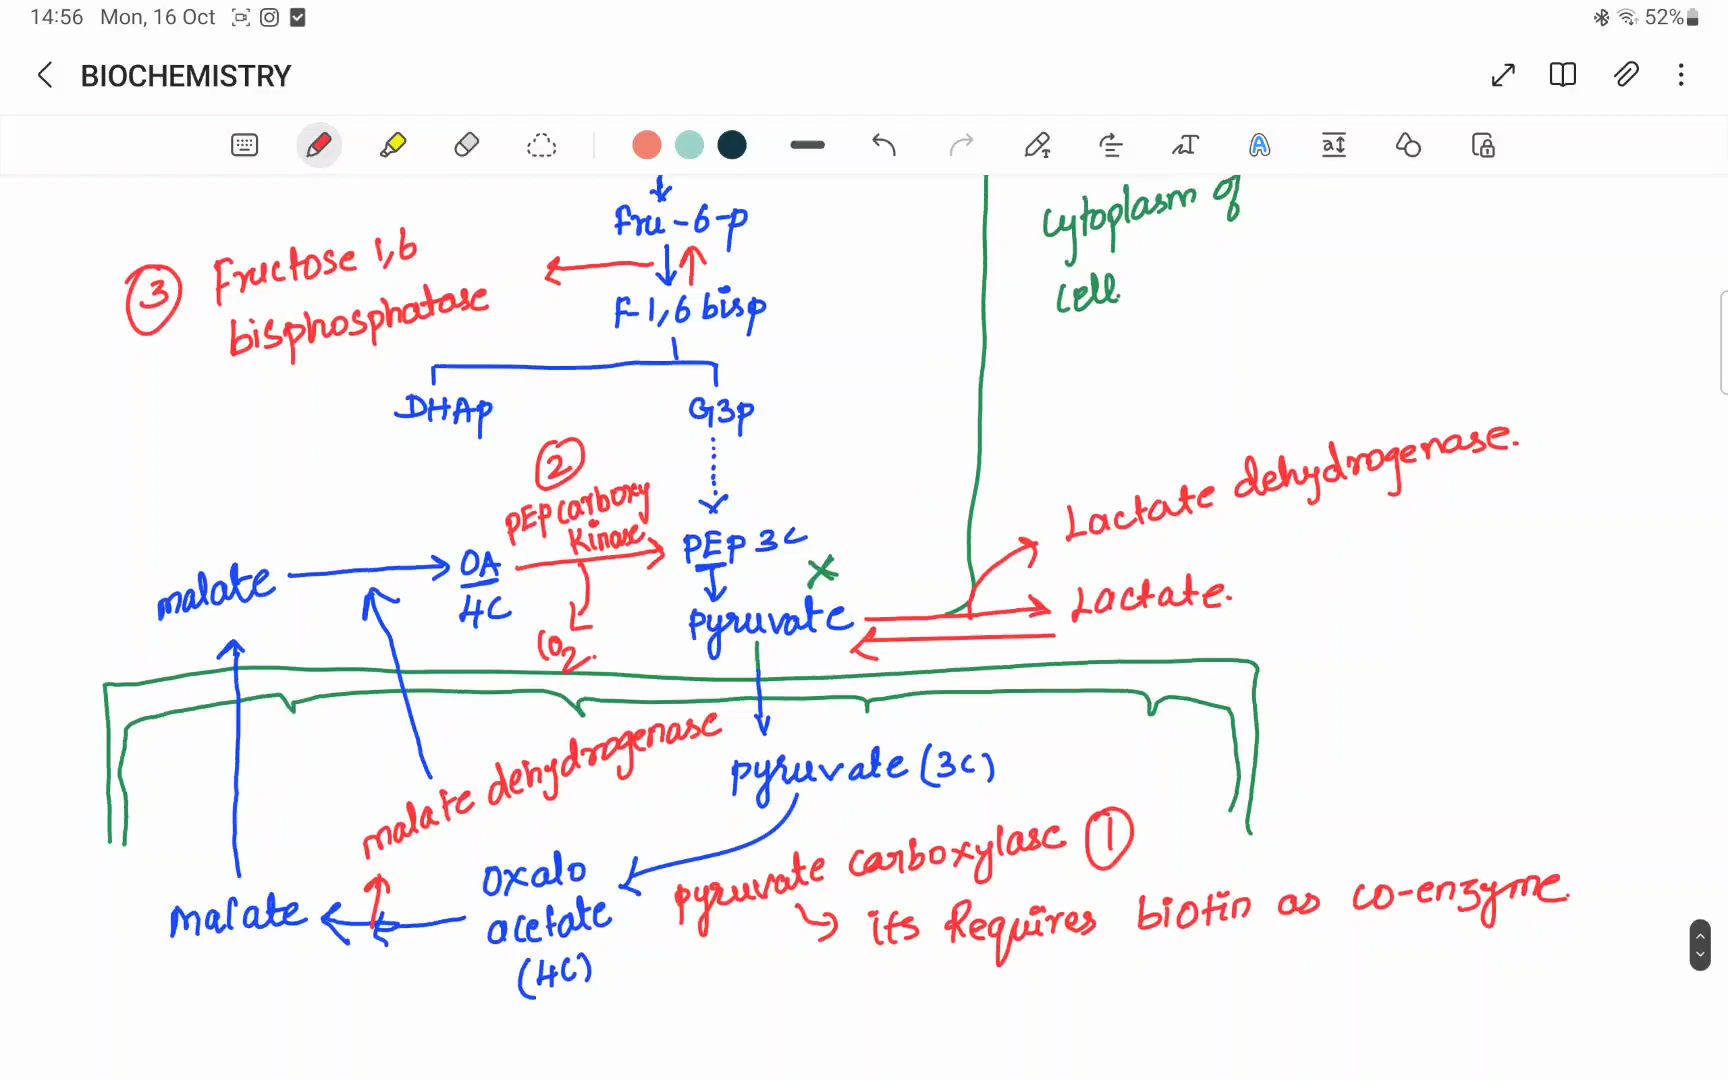 14:56 Mon, 16 Oct
52%
BIOCHEMISTRY
Cytoplasm of
cell.
fru-6-p
③ Fructose 1,6
bisphosphatase
F-1,6 bisp
DHAp
G3p
②
PEP carboxy
kinase
PEP 3C
Lactate dehydrogenase.
malate
OA
4C
CO2.
pyruvate
Lactate.
malate dehydrogenase
pyruvate (3C)
pyruvate carboxylase ①
its Requires biotin as co-enzyme.
oxalo
acetate
(4C)
Malate